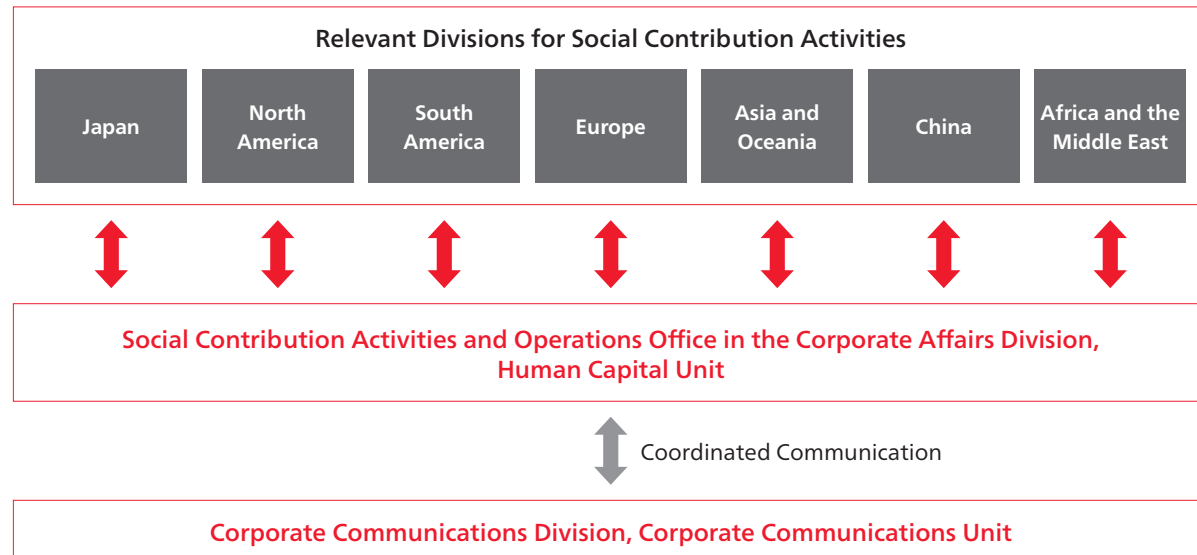 Relevant Divisions for Social Contribution Activities
Japan
North
America
South
America
Europe
Asia and
Oceania
China
Africa and the
Middle East
Social Contribution Activities and Operations Office in the Corporate Affairs Division,
Human Capital Unit
Coordinated Communication
Corporate Communications Division, Corporate Communications Unit